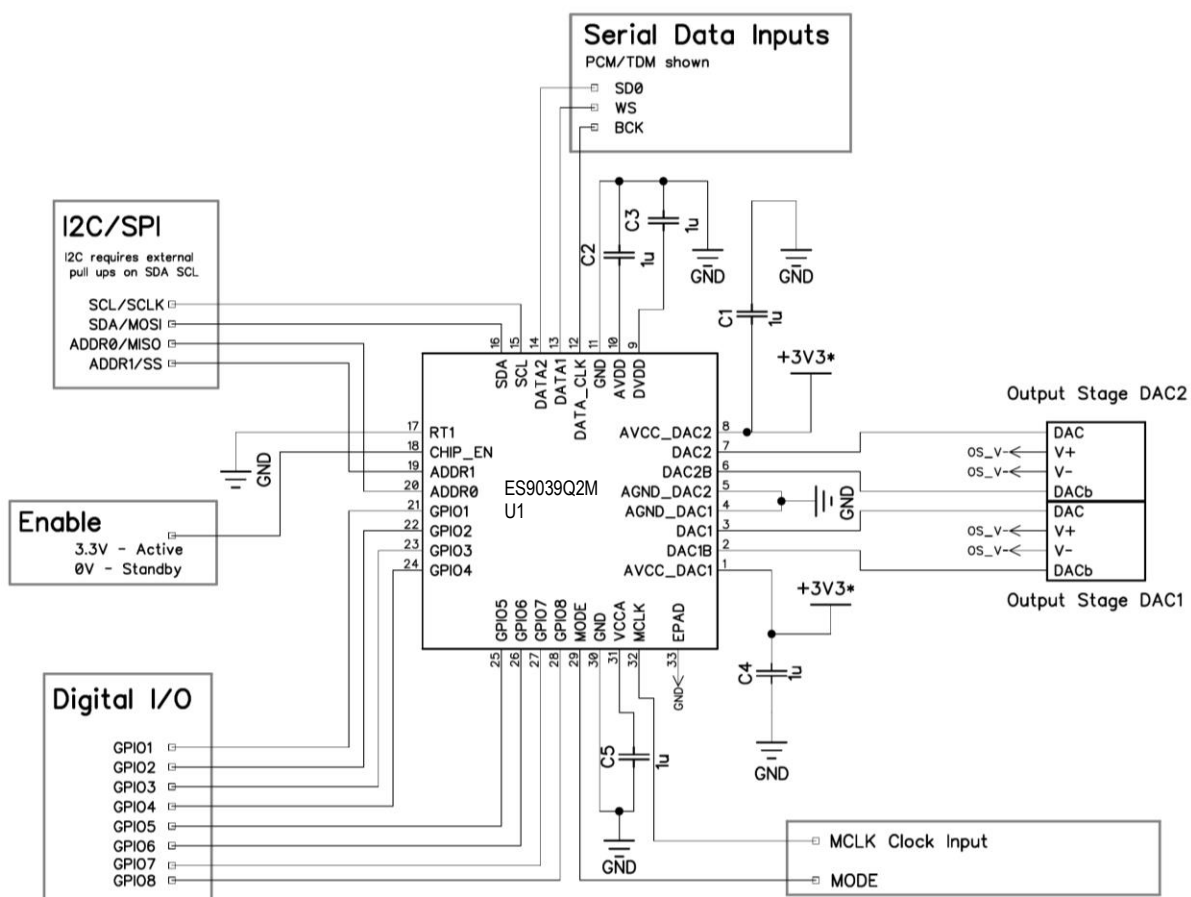 Serial Data Inputs
PCM/TDM shown
SD0
WS
BCK
I2C/SPI
I2C requires external
pull ups on SDA SCL
SCL/SCLK
SDA/MOSI
ADDR0/MISO
ADDR1/SS
C3
1u
C2
1u
GND
GND
C1
1u
+3V3*
16
15
14
13
12
11
10
9
SDA
SCL
DATA2
DATA1
DATA_CLK
GND
AVDD
DVDD
17 RT1
18 CHIP_EN
19 ADDR1
20 ADDR0
21 GPIO1
22 GPIO2
23 GPIO3
24 GPIO4
GND
ES9039Q2M
U1
AVCC_DAC2 8
DAC2 7
DAC2B 6
AGND_DAC2 5
AGND_DAC1 4
DAC1 3
DAC1B 2
AVCC_DAC1 1
GND
Output Stage DAC2
DAC
OS_V- V+
OS_V- V-
DACb
DAC
OS_V- V+
OS_V- V-
DACb
Output Stage DAC1
Enable
3.3V - Active
0V - Standby
GPIO5
GPIO6
GPIO7
GPIO8
MODE
GND
VCCA
MCLK
EPAD
25
26
27
28
29
30
31
32
33
GND
+3V3*
C4
1u
GND
C5
1u
GND
Digital I/O
GPIO1
GPIO2
GPIO3
GPIO4
GPIO5
GPIO6
GPIO7
GPIO8
MCLK Clock Input
MODE